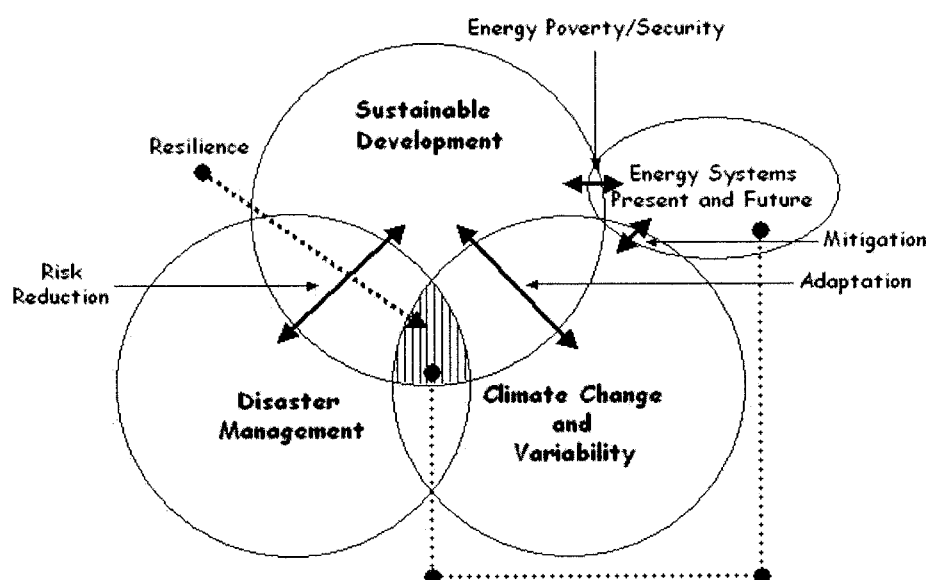 Energy Poverty/Security
Sustainable
Development
Resilience
Energy Systems
Present and Future
Mitigation
Risk
Reduction
Adaptation
Disaster
Management
Climate Change
and
Variability